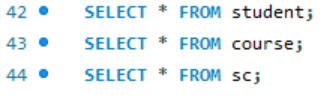 42 SELECT * FROM student;
43 SELECT * FROM course;
44 SELECT * FROM sc;